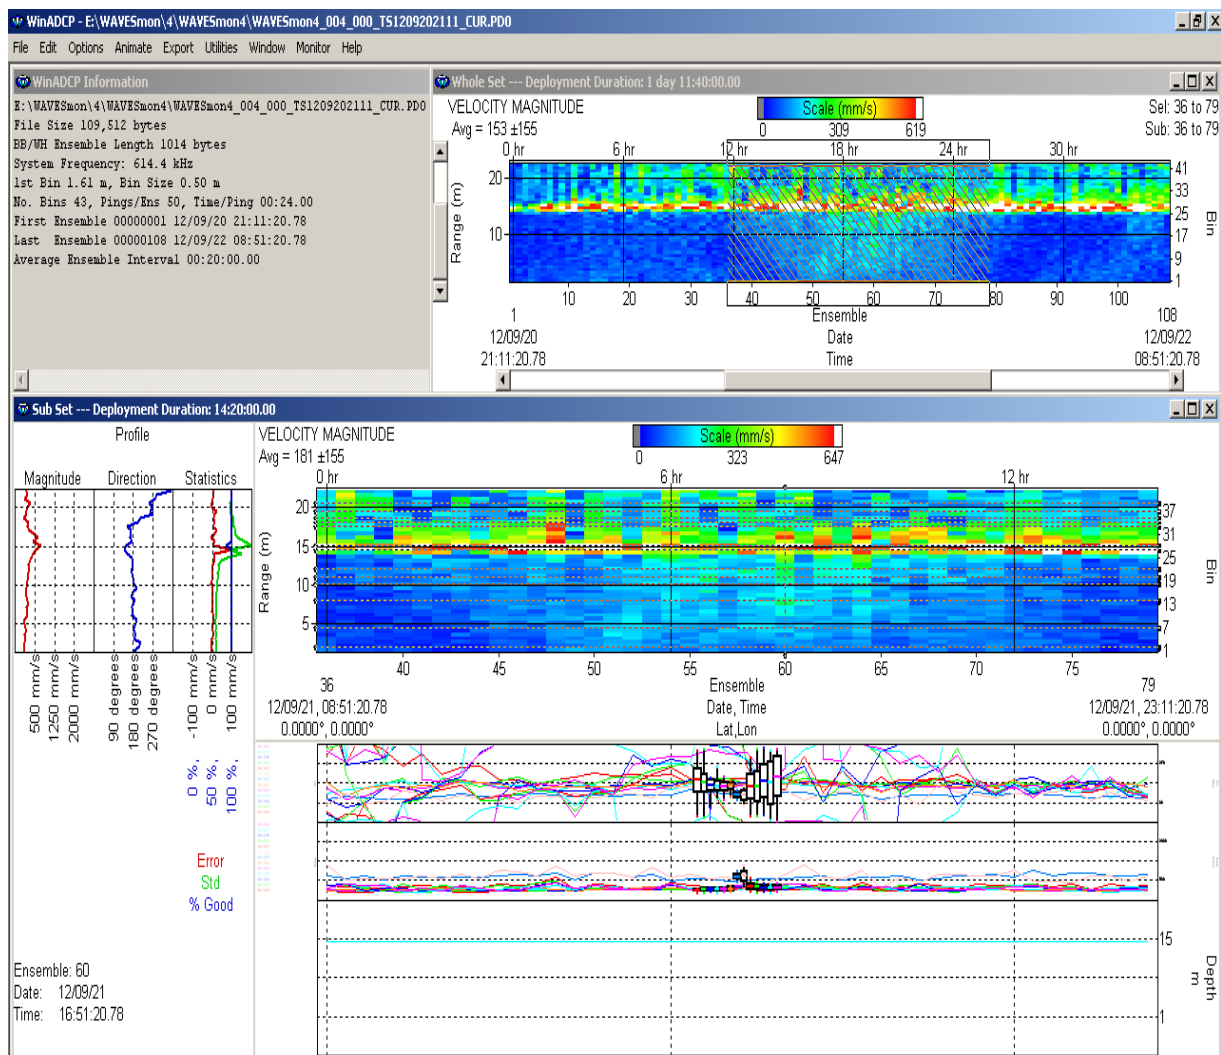 WinADCP - E:\WAVESmon\4\WAVESmon4\WAVESmon4_004_000_TS1209202111_CUR.PD0
File Edit Options Animate Export Utilities Window Monitor Help
WinADCP Information
E:\WAVESmon\4\WAVESmon4\WAVESmon4_004_000_TS1209202111_CUR.PD0
File Size 109,512 bytes
BB/WH Ensemble Length 1014 bytes
System Frequency: 614.4 kHz
1st Bin 1.61 m, Bin Size 0.50 m
No. Bins 43, Pings/Ens 50, Time/Ping 00:24.00
First Ensemble 00000001 12/09/20 21:11:20.78
Last Ensemble 00000108 12/09/22 08:51:20.78
Average Ensemble Interval 00:20:00.00
Whole Set --- Deployment Duration: 1 day 11:40:00.00
VELOCITY MAGNITUDE
Avg = 153 ±155
Scale (mm/s)
0 309 619
Sel: 36 to 79
Sub: 36 to 79
0 hr 6 hr 12 hr 18 hr 24 hr 30 hr
Range (m)
20
10
41
33
25
17
9
1
Bin
10 20 30 40 50 60 70 80 90 100
1 Ensemble 108
12/09/20 Date 12/09/22
21:11:20.78 Time 08:51:20.78
Sub Set --- Deployment Duration: 14:20:00.00
Profile
Magnitude Direction Statistics
500 mm/s
1250 mm/s
2000 mm/s
90 degrees
180 degrees
270 degrees
-100 mm/s
0 mm/s
100 mm/s
0 %,
50 %,
100 %,
Error
Std
% Good
Ensemble: 60
Date: 12/09/21
Time: 16:51:20.78
VELOCITY MAGNITUDE
Avg = 181 ±155
Scale (mm/s)
0 323 647
0 hr 6 hr 12 hr
Range (m)
20
15
10
5
37
31
25
19
13
7
1
Bin
40 45 50 55 60 65 70 75
36 Ensemble 79
12/09/21, 08:51:20.78 Date, Time 12/09/21, 23:11:20.78
0.0000°, 0.0000° Lat,Lon 0.0000°, 0.0000°
15
1
Depth
m